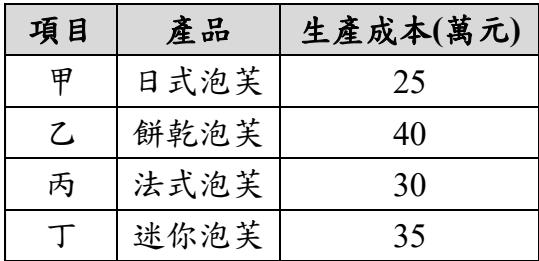 項目 產品 生產成本(萬元)
甲 日式泡芙 25
乙 餅乾泡芙 40
丙 法式泡芙 30
丁 迷你泡芙 35